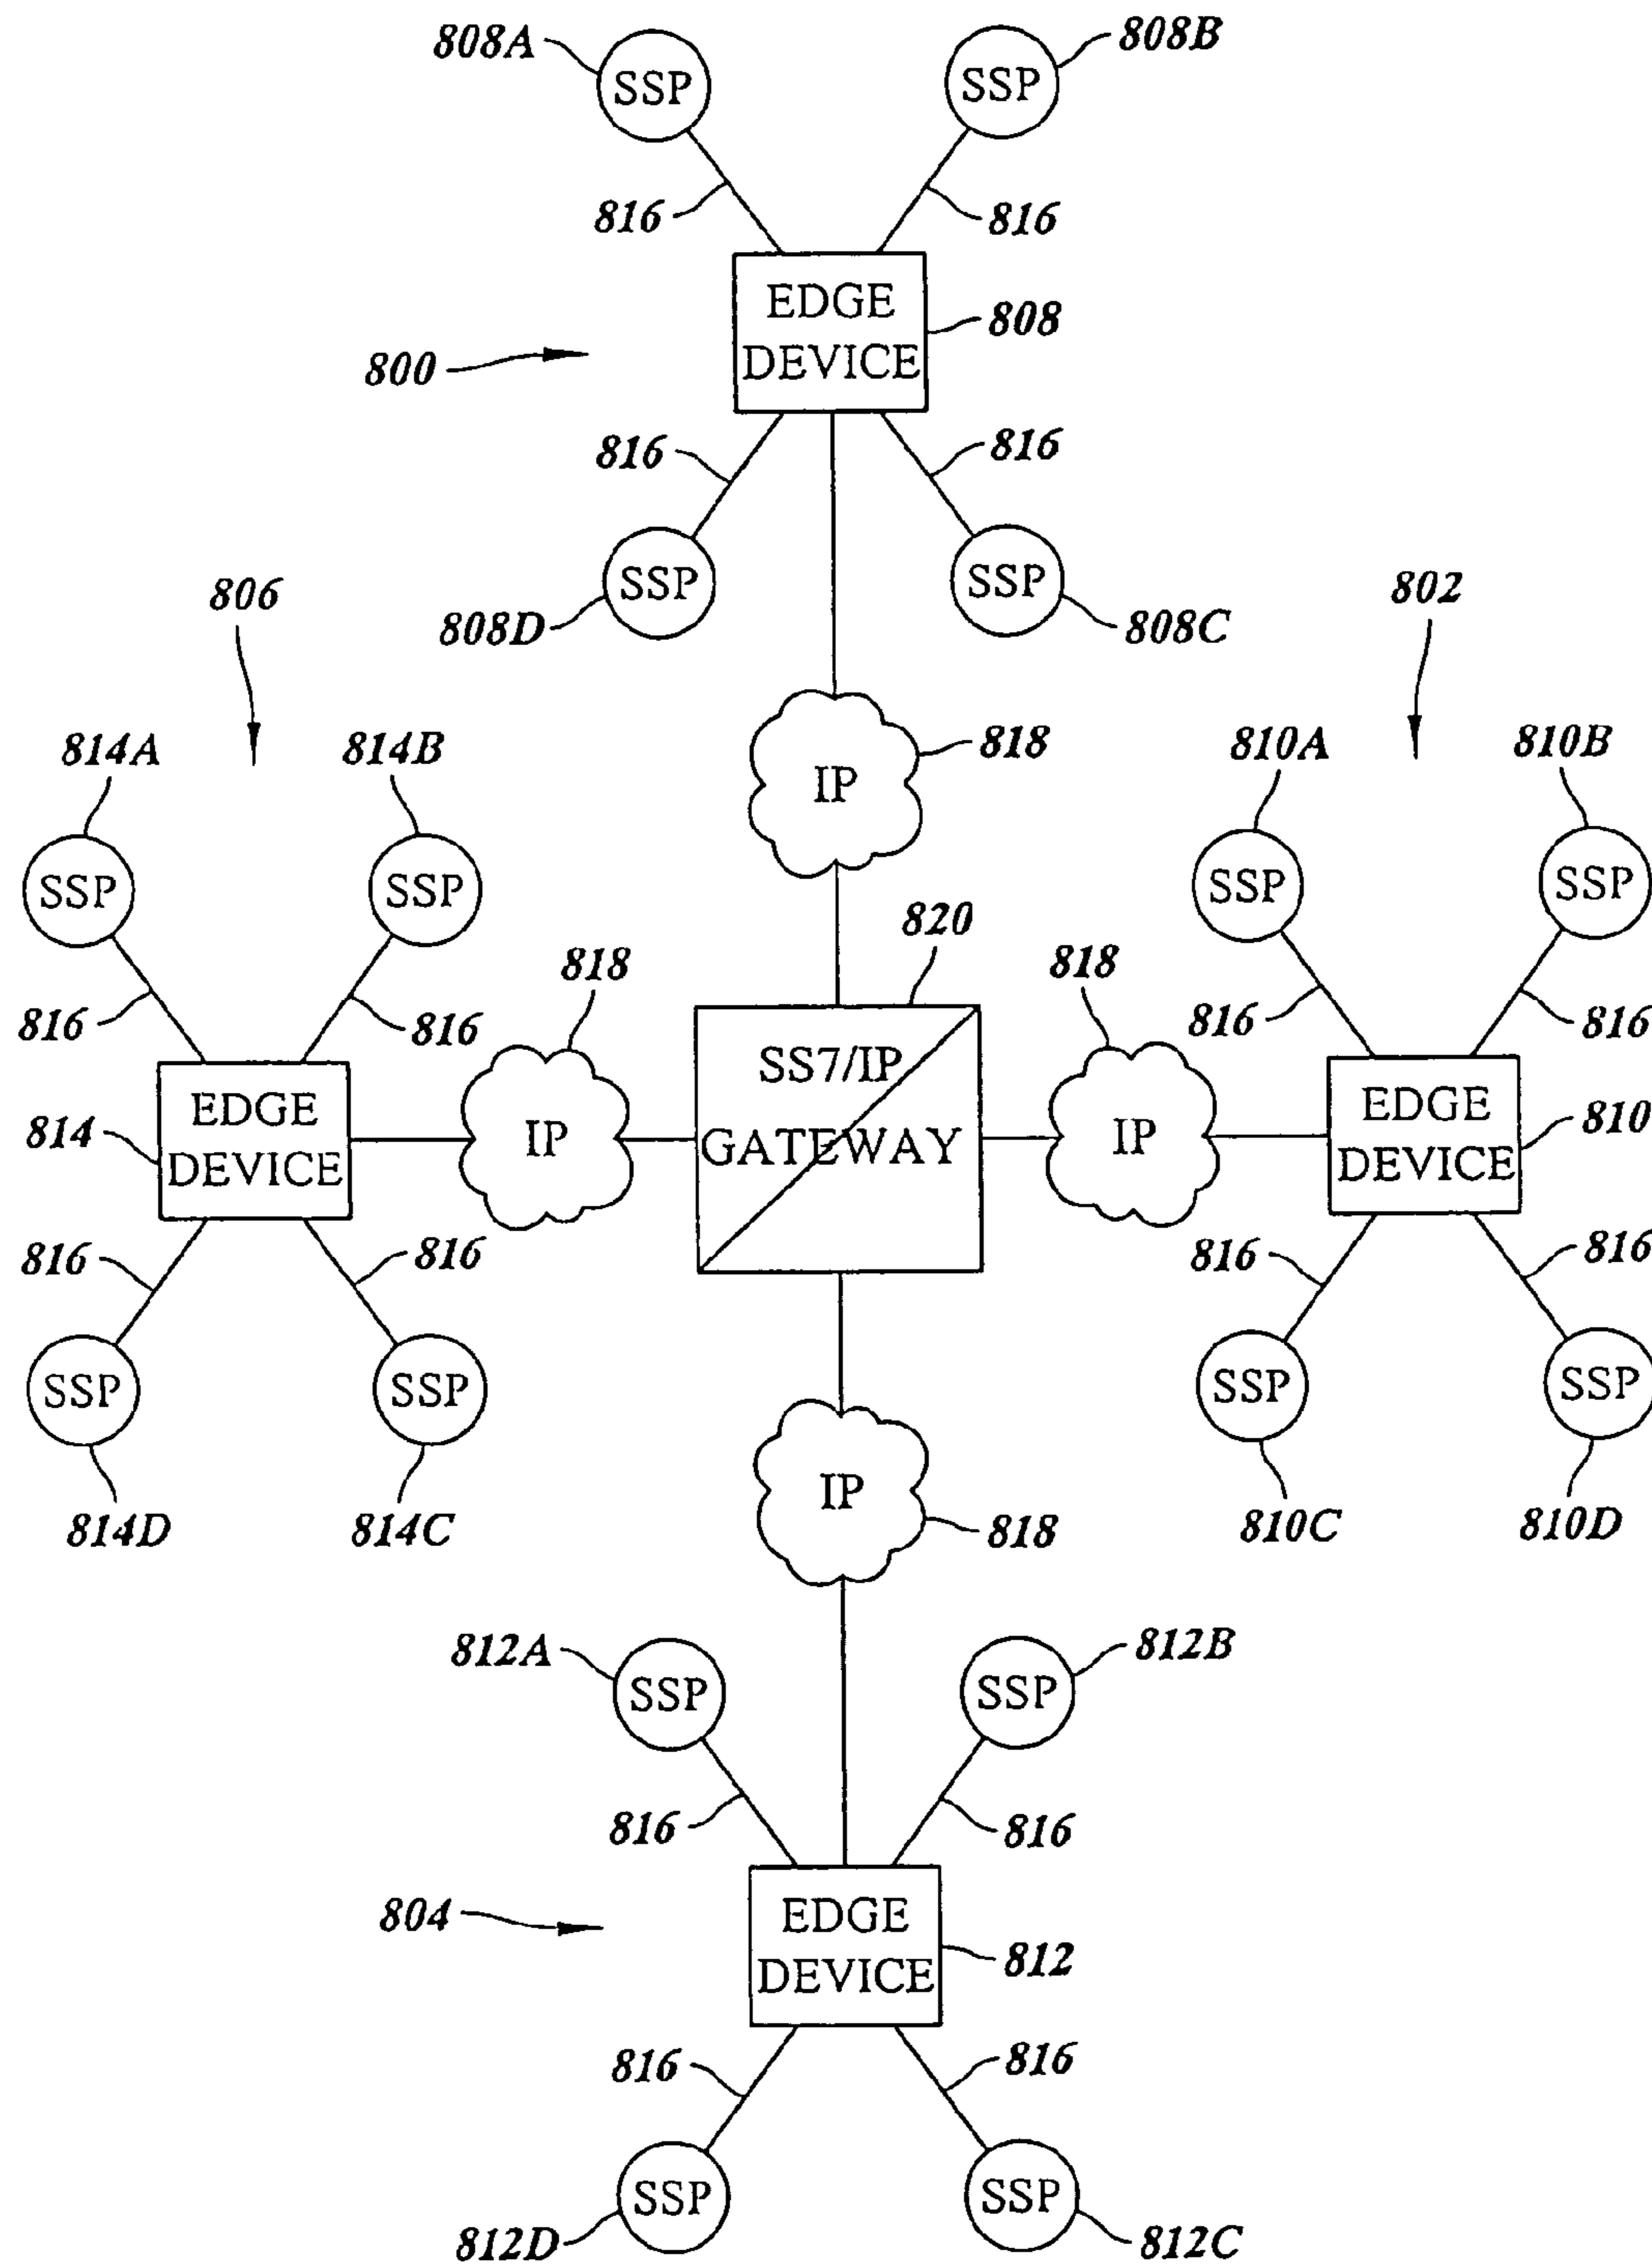 808A
808B
SSP
SSP
816
816
EDGE
DEVICE
808
800
816
816
SSP
SSP
808D
808C
806
802
IP
818
814A
814B
810A
810B
SSP
SSP
SSP
SSP
820
818
818
816
816
816
816
SS7/IP
GATEWAY
EDGE
DEVICE
814
IP
IP
EDGE
DEVICE
810
816
816
816
816
SSP
SSP
SSP
SSP
814D
814C
810C
810D
IP
818
812A
812B
SSP
SSP
816
816
804
EDGE
DEVICE
812
816
816
SSP
SSP
812D
812C